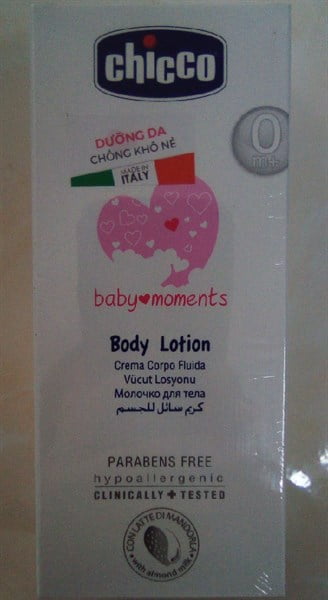 chicco
DƯỠNG DA
CHỐNG KHÔ NẺ
MADE IN
ITALY
0
mth+
baby moments
Body Lotion
Crema Corpo Fluida
Vücut Losyonu
Молочко для тела
كريم سائل للجسم
PARABENS FREE
hypoallergenic
CLINICALLY + TESTED
CON LATTE DI MANDORLA
with almond milk